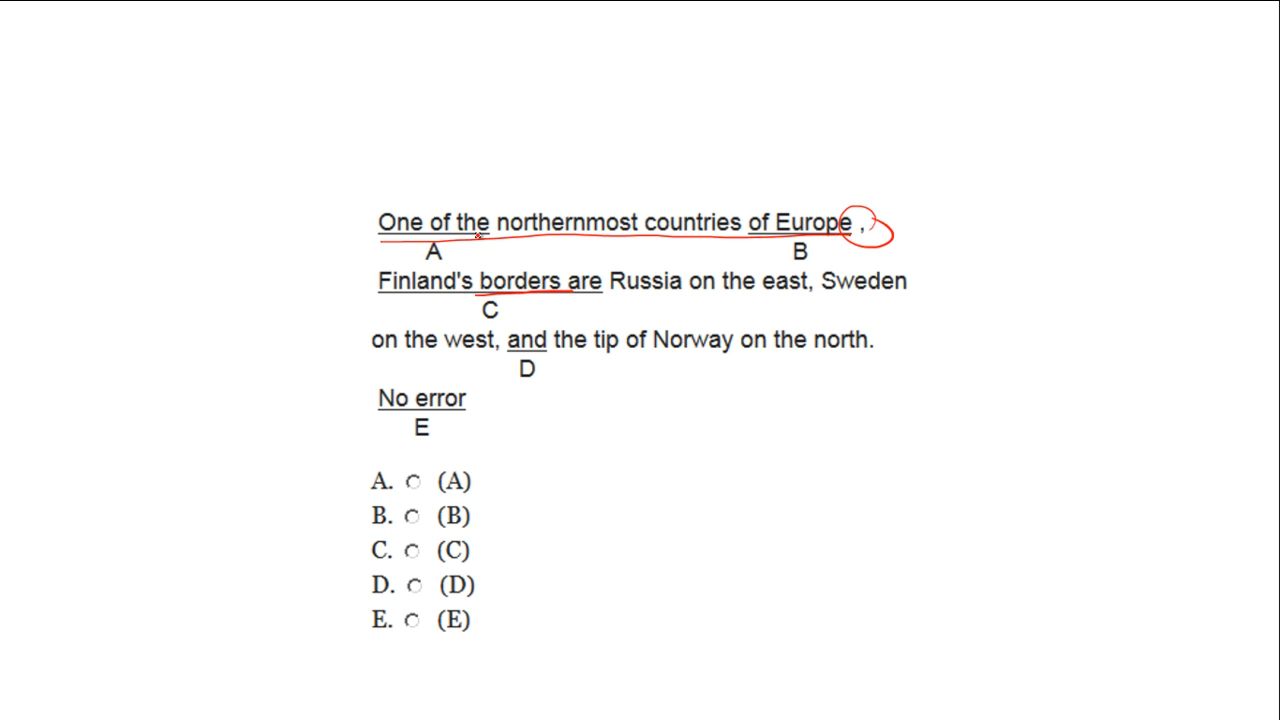 One of the northernmost countries of Europe ,
A B
Finland's borders are Russia on the east, Sweden
C
on the west, and the tip of Norway on the north.
D
No error
E
A. (A)
B. (B)
C. (C)
D. (D)
E. (E)